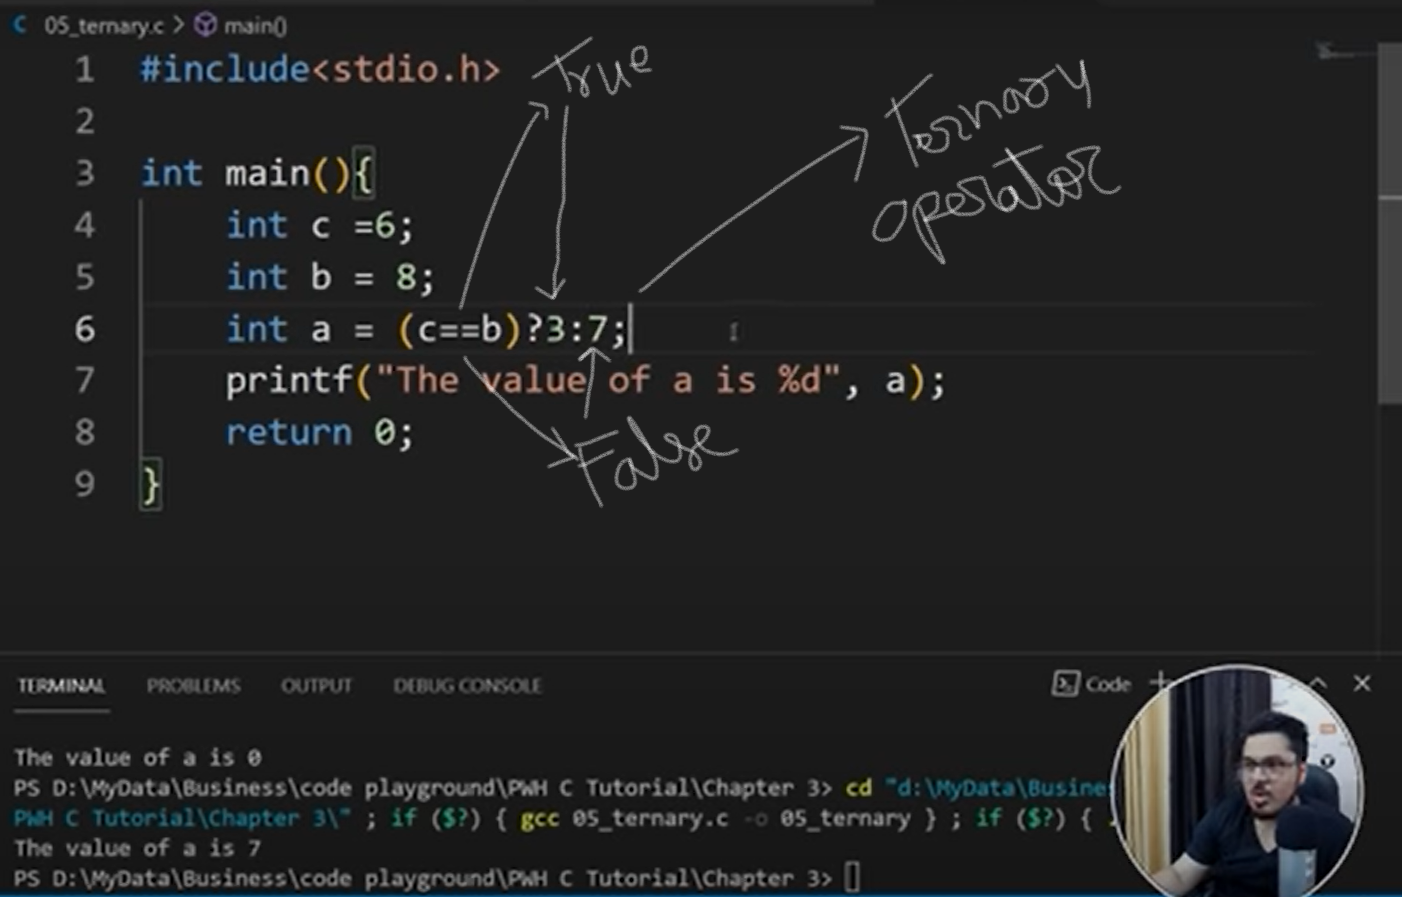 05_ternary.c > main()
1 #include<stdio.h>
True
Ternary
operator
2
3 int main(){
4 int c =6;
5 int b = 8;
6 int a = (c==b)?3:7;
7 printf("The value of a is %d", a);
8 return 0;
False
9 }
TERMINAL PROBLEMS OUTPUT DEBUG CONSOLE Code
The value of a is 0
PS D:\MyData\Business\code playground\PWH C Tutorial\Chapter 3> cd "d:\MyData\Busine
PWH C Tutorial\Chapter 3\" ; if ($?) { gcc 05_ternary.c -o 05_ternary } ; if ($?) { .
The value of a is 7
PS D:\MyData\Business\code playground\PWH C Tutorial\Chapter 3>